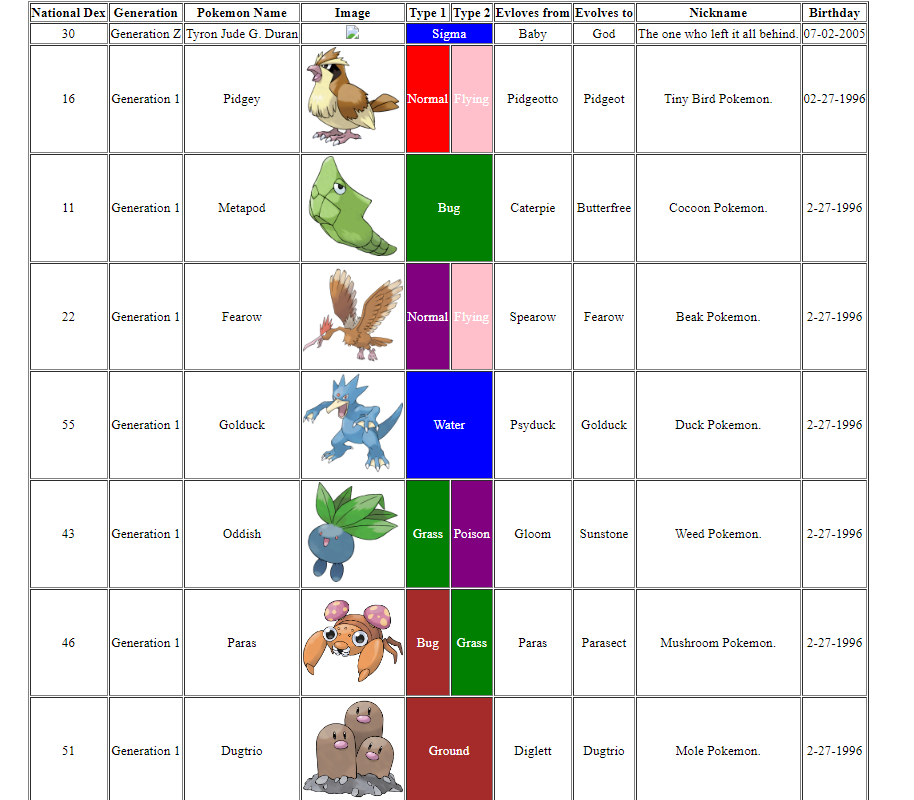 National Dex Generation Pokemon Name Image Type 1 Type 2 Evloves from Evolves to Nickname Birthday
30 Generation Z Tyron Jude G. Duran Sigma Baby God The one who left it all behind. 07-02-2005
16 Generation 1 Pidgey Normal Flying Pidgeotto Pidgeot Tiny Bird Pokemon. 02-27-1996
11 Generation 1 Metapod Bug Caterpie Butterfree Cocoon Pokemon. 2-27-1996
22 Generation 1 Fearow Normal Flying Spearow Fearow Beak Pokemon. 2-27-1996
55 Generation 1 Golduck Water Psyduck Golduck Duck Pokemon. 2-27-1996
43 Generation 1 Oddish Grass Poison Gloom Sunstone Weed Pokemon. 2-27-1996
46 Generation 1 Paras Bug Grass Paras Parasect Mushroom Pokemon. 2-27-1996
51 Generation 1 Dugtrio Ground Diglett Dugtrio Mole Pokemon. 2-27-1996